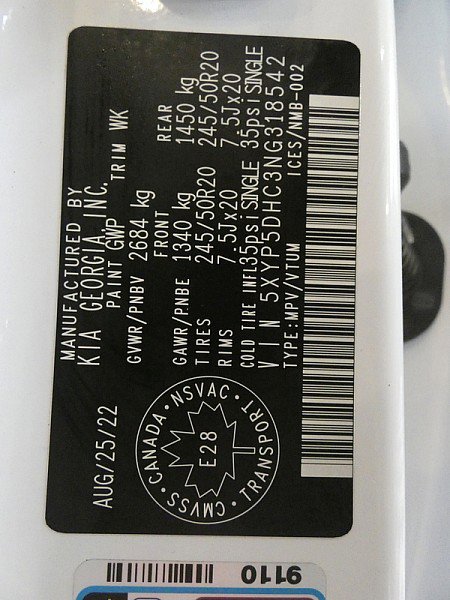 MANUFACTURED BY
KIA GEORGIA, INC.
PAINT GWP TRIM WK
GVWR/PNBV 2684 kg
FRONT REAR
GAWR/PNBE 1340 kg 1450 kg
TIRES 245/50R20 245/50R20
RIMS 7.5Jx20 7.5Jx20
COLD TIRE INFL 35psi SINGLE 35psi SINGLE
VIN 5XYP5DHC3NG318542
TYPE:MPV/VTUM ICES/NMB-002
AUG/25/22
CANADA • NSVAC • TRANSPORT • CMVSS •
E28
9110